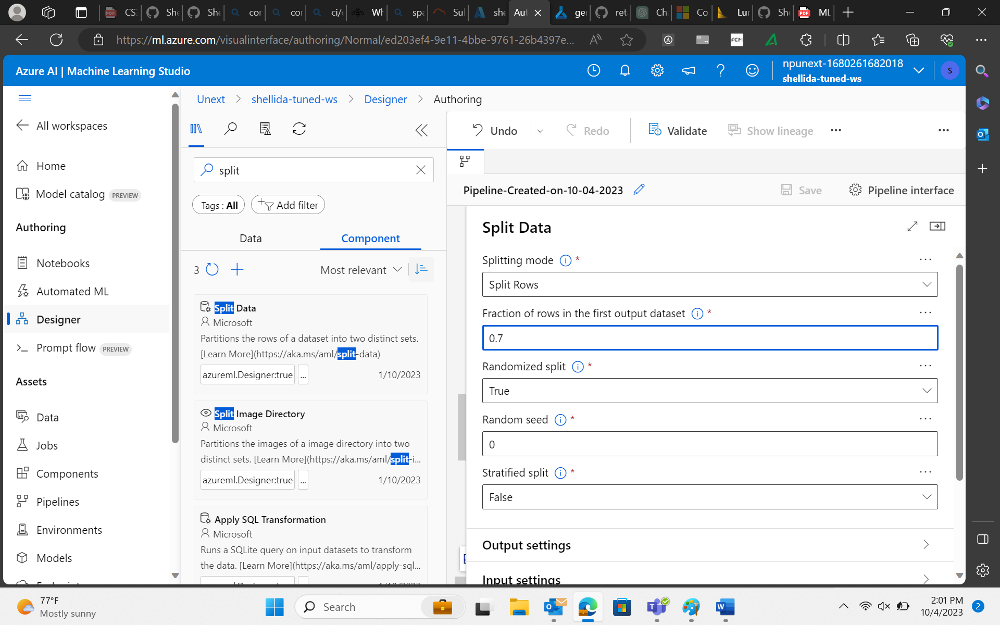 CS
She
She
cor
cor
ci/
Wh
spa
Sul
she
Aut
ger
ret
Cha
Co
Lur
She
ML
https://ml.azure.com/visualinterface/authoring/Normal/ed203ef4-9e11-4bbe-9761-26b4397e...
FCM
Azure AI | Machine Learning Studio
npunext-1680261682018
shellida-tuned-ws
S
All workspaces
Home
Model catalog PREVIEW
Authoring
Notebooks
Automated ML
Designer
Prompt flow PREVIEW
Assets
Data
Jobs
Components
Pipelines
Environments
Models
Unext > shellida-tuned-ws > Designer > Authoring
split
Tags : All
Add filter
Data
Component
3
Most relevant
Split Data
Microsoft
Partitions the rows of a dataset into two distinct sets.
[Learn More](https://aka.ms/aml/split-data)
azureml.Designer:true ... 1/10/2023
Split Image Directory
Microsoft
Partitions the images of a image directory into two
distinct sets. [Learn More](https://aka.ms/aml/split-i...
azureml.Designer:true ... 1/10/2023
Apply SQL Transformation
Microsoft
Runs a SQLite query on input datasets to transform
the data. [Learn More](https://aka.ms/aml/apply-sql...
Undo
Redo
Validate
Show lineage
Pipeline-Created-on-10-04-2023
Save
Pipeline interface
Split Data
Splitting mode *
Split Rows
Fraction of rows in the first output dataset *
0.7
Randomized split *
True
Random seed *
0
Stratified split *
False
Output settings
Input settings
77°F
Mostly sunny
Search
2:01 PM
10/4/2023
2